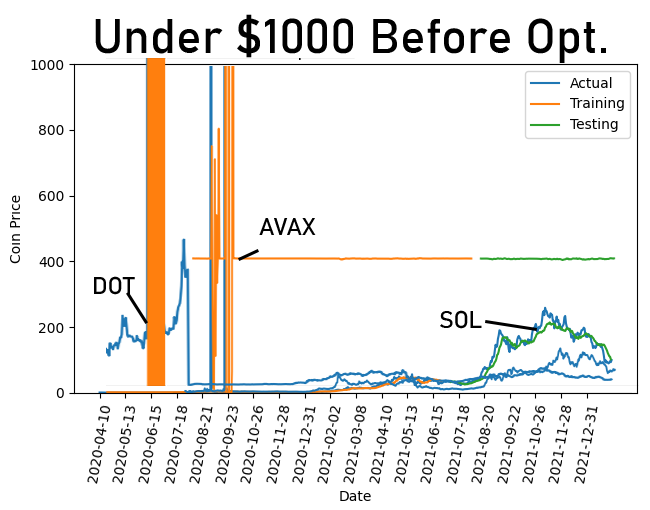 Under $1000 Before Opt.
1000
800
600
400
200
0
Coin Price
Actual
Training
Testing
AVAX
DOT
SOL
2020-04-10
2020-05-13
2020-06-15
2020-07-18
2020-08-21
2020-09-23
2020-10-26
2020-11-28
2020-12-31
2021-02-02
2021-03-08
2021-04-10
2021-05-13
2021-06-15
2021-07-18
2021-08-20
2021-09-22
2021-10-26
2021-11-28
2021-12-31
Date